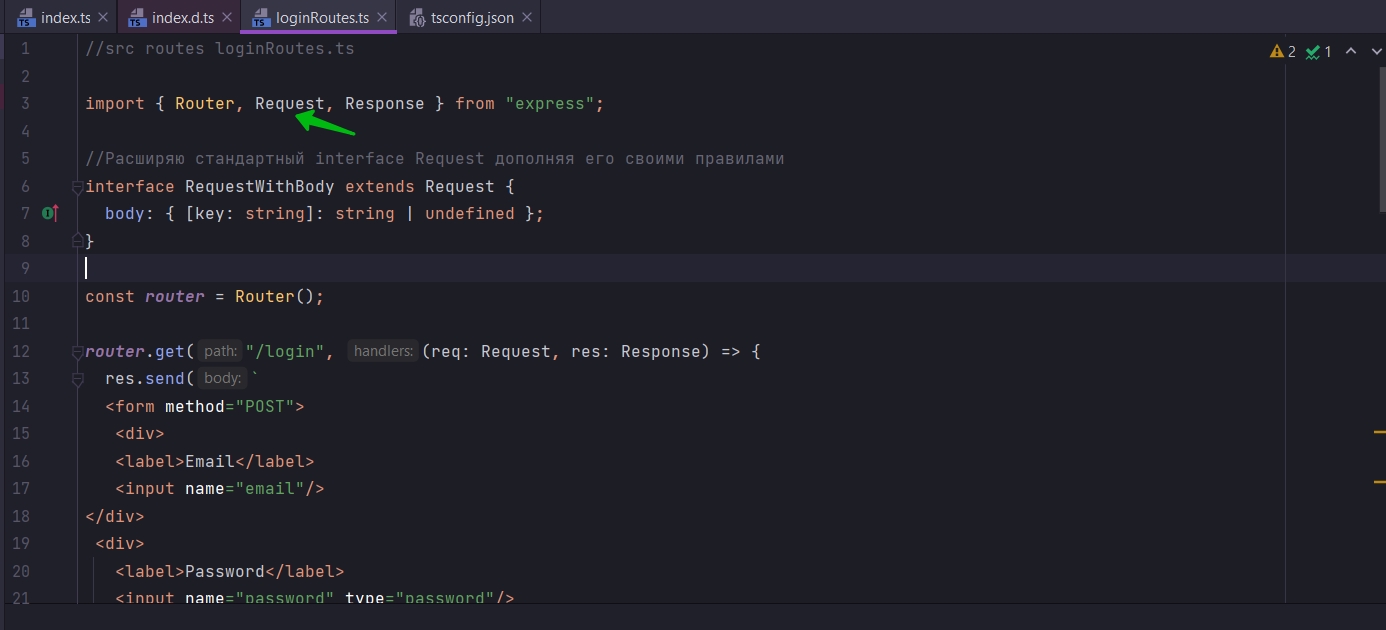 index.ts index.d.ts loginRoutes.ts tsconfig.json
1 //src routes loginRoutes.ts 2 1
2
3 import { Router, Request, Response } from "express";
4
5 //Расширяю стандартный interface Request дополняя его своими правилами
6 interface RequestWithBody extends Request {
7 body: { [key: string]: string | undefined };
8 }
9
10 const router = Router();
11
12 router.get( path: "/login", handlers: (req: Request, res: Response) => {
13 res.send( body: `
14 <form method="POST">
15 <div>
16 <label>Email</label>
17 <input name="email"/>
18 </div>
19 <div>
20 <label>Password</label>
21 <input name="password" type="password"/>